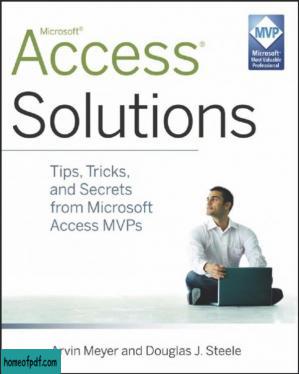 Microsoft®
Access®
Solutions
MVP
Microsoft®
Most Valuable
Professional
Tips, Tricks,
and Secrets
from Microsoft
Access MVPs
Arvin Meyer and Douglas J. Steele
homeofpdf.com